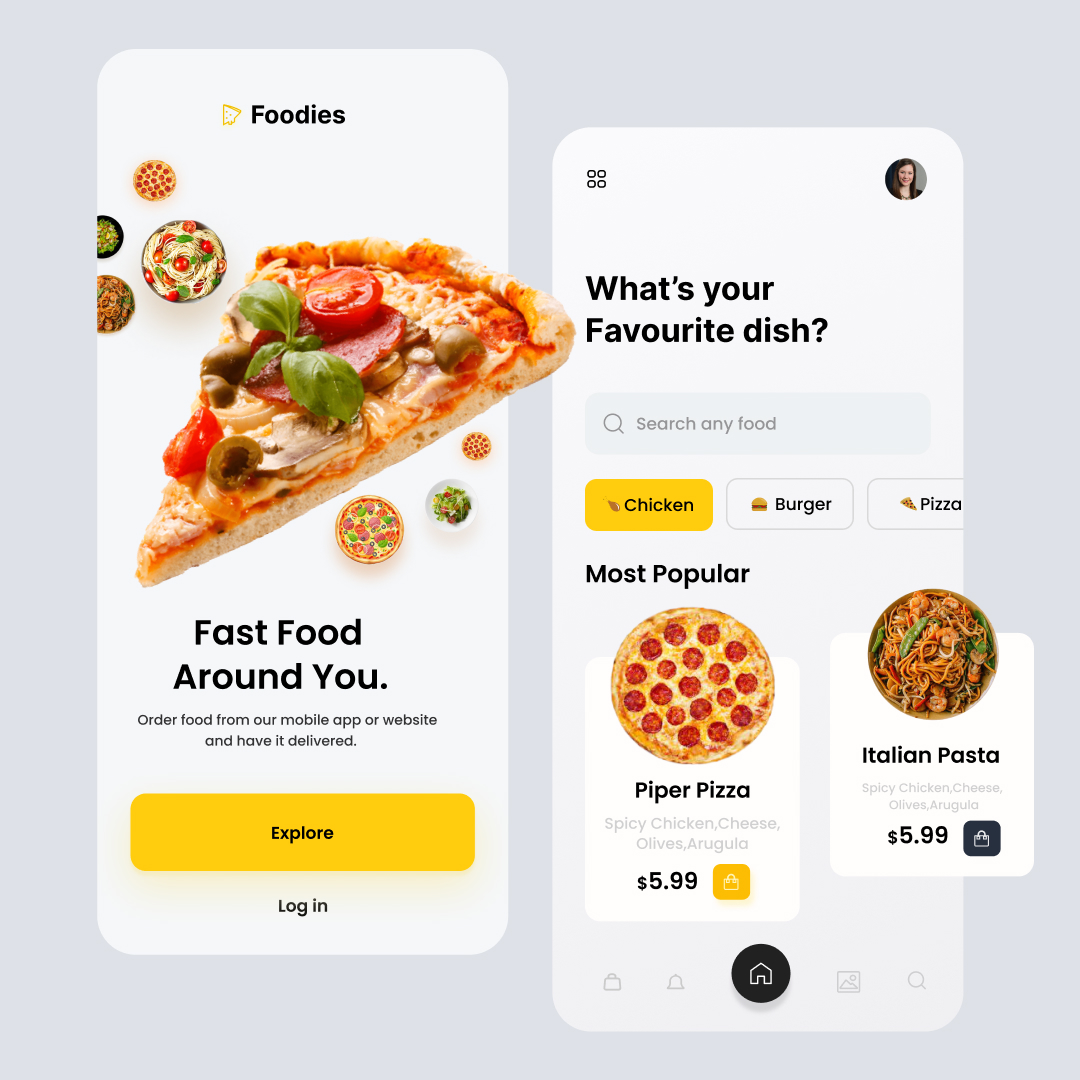 Foodies
Fast Food
Around You.
Order food from our mobile app or website
and have it delivered.
Explore
Log in
What’s your
Favourite dish?
Search any food
Chicken
Burger
Pizza
Most Popular
Piper Pizza
Spicy Chicken,Cheese,
Olives,Arugula
$5.99
Italian Pasta
Spicy Chicken,Cheese,
Olives,Arugula
$5.99